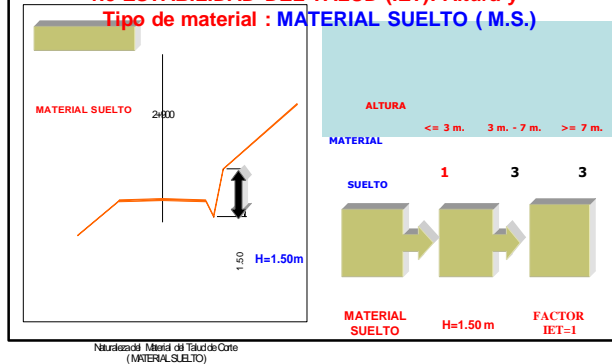 Tipo de material : MATERIAL SUELTO ( M.S.)
MATERIAL SUELTO
2+900
1.50
H=1.50m
Naturaleza del Material del Talud de Corte
( MATERIAL SUELTO)
ALTURA
<= 3 m. 3 m. - 7 m. >= 7 m.
MATERIAL
1 3 3
SUELTO
MATERIAL
SUELTO
H=1.50 m
FACTOR
IET=1